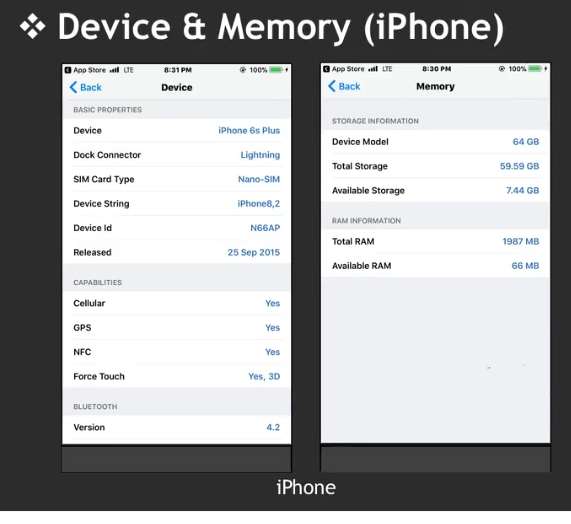 ❖ Device & Memory (iPhone)
App Store LTE 8:31 PM 100%
Back Device
BASIC PROPERTIES
Device iPhone 6s Plus
Dock Connector Lightning
SIM Card Type Nano-SIM
Device String iPhone8,2
Device Id N66AP
Released 25 Sep 2015
CAPABILITIES
Cellular Yes
GPS Yes
NFC Yes
Force Touch Yes, 3D
BLUETOOTH
Version 4.2
App Store LTE 8:30 PM 100%
Back Memory
STORAGE INFORMATION
Device Model 64 GB
Total Storage 59.59 GB
Available Storage 7.44 GB
RAM INFORMATION
Total RAM 1987 MB
Available RAM 66 MB
iPhone